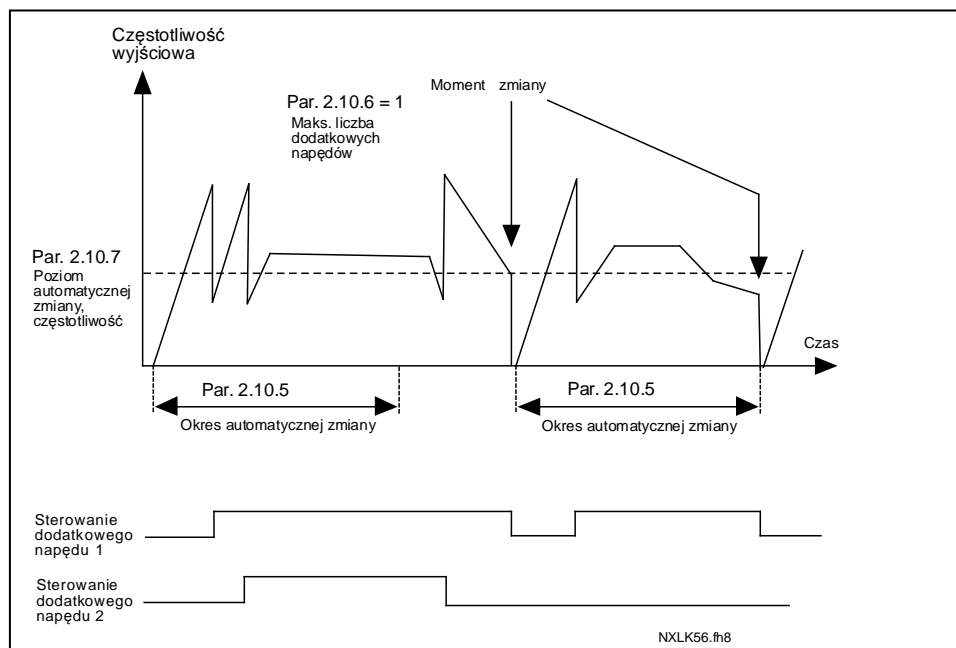 Częstotliwość
wyjściowa
Par. 2.10.6 = 1
Maks. liczba
dodatkowych
napędów
Moment zmiany
Par. 2.10.7
Poziom
automatycznej
zmiany,
częstotliwość
Czas
Par. 2.10.5
Okres automatycznej zmiany
Par. 2.10.5
Okres automatycznej zmiany
Sterowanie
dodatkowego
napędu 1
Sterowanie
dodatkowego
napędu 2
NXLK56.fh8